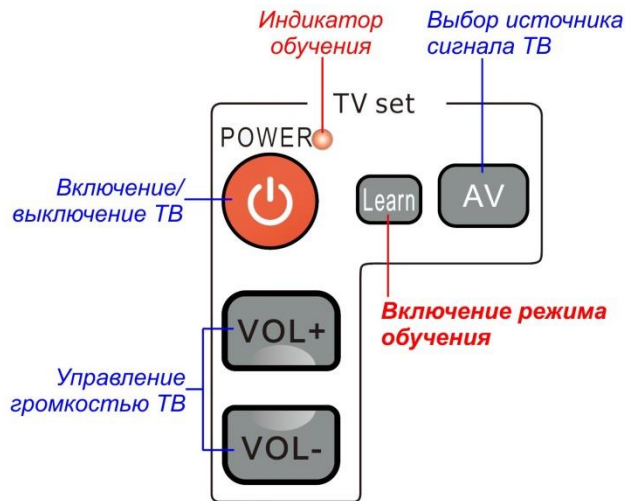 Индикатор
обучения
Выбор источника
сигнала ТВ
TV set
POWER
Включение/
выключение ТВ
Learn
AV
Включение режима
обучения
VOL+
Управление
громкостью ТВ
VOL-